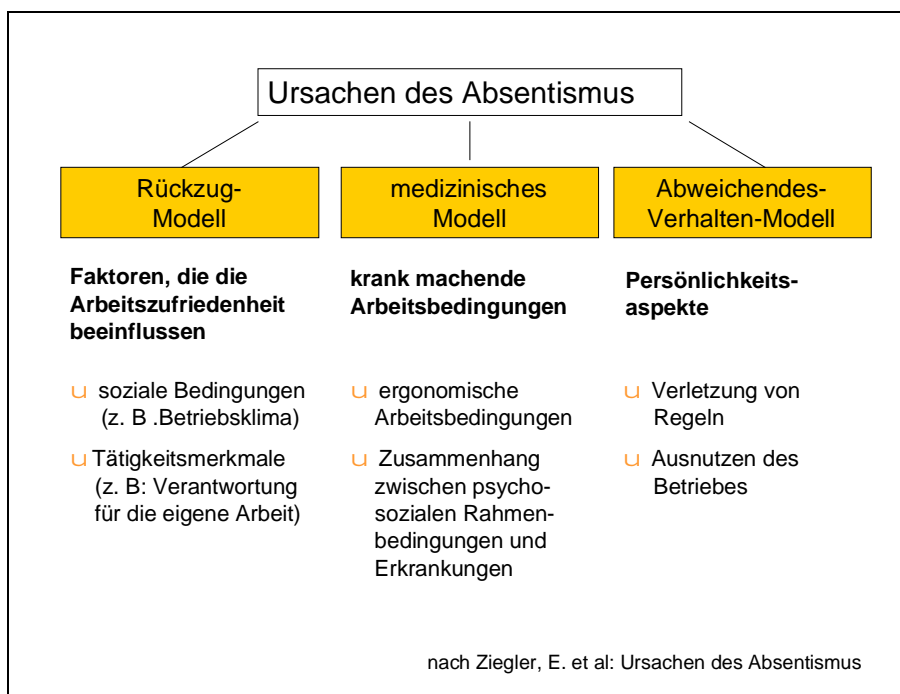 Ursachen des Absentismus
Rückzug-
Modell
medizinisches
Modell
Abweichendes-
Verhalten-Modell
Faktoren, die die
Arbeitszufriedenheit
beeinflussen
u soziale Bedingungen
(z. B .Betriebsklima)
u Tätigkeitsmerkmale
(z. B: Verantwortung
für die eigene Arbeit)
krank machende
Arbeitsbedingungen
u ergonomische
Arbeitsbedingungen
u Zusammenhang
zwischen psycho-
sozialen Rahmen-
bedingungen und
Erkrankungen
Persönlichkeits-
aspekte
u Verletzung von
Regeln
u Ausnutzen des
Betriebes
nach Ziegler, E. et al: Ursachen des Absentismus